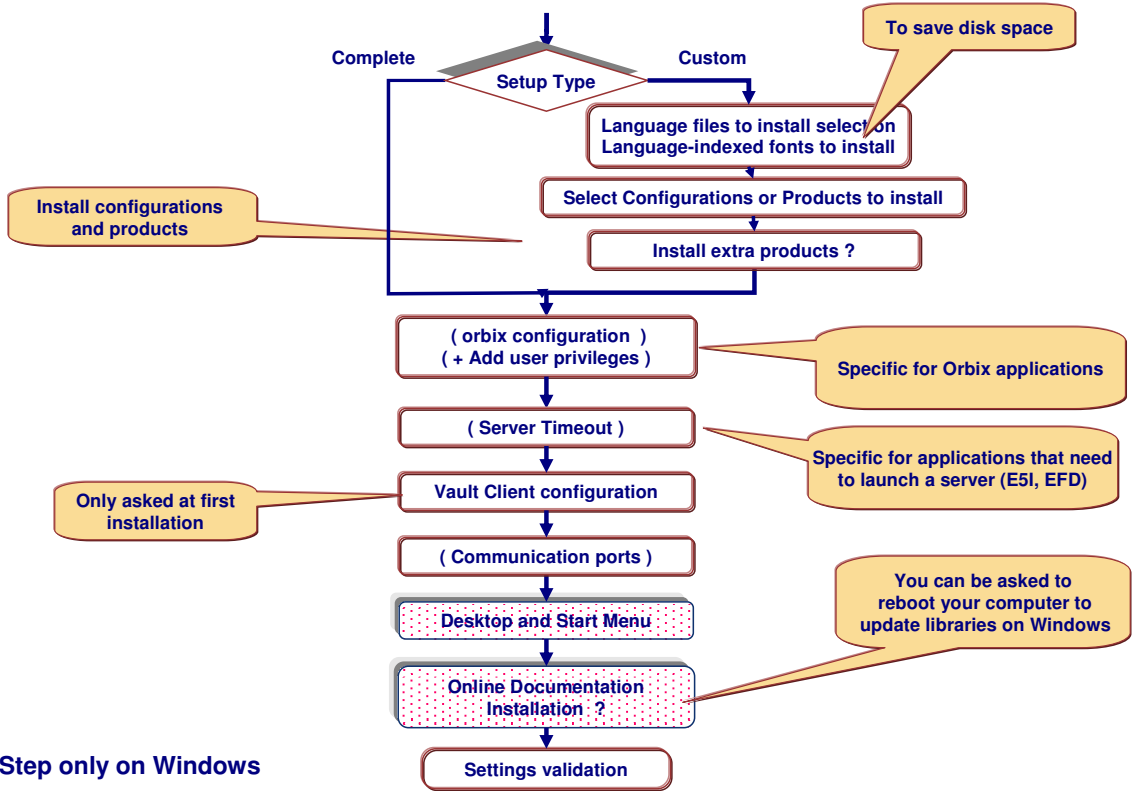 To save disk space
Complete
Custom
Setup Type
Language files to install selection
Language-indexed fonts to install
Select Configurations or Products to install
Install configurations
and products
Install extra products ?
( orbix configuration )
( + Add user privileges )
Specific for Orbix applications
( Server Timeout )
Specific for applications that need
to launch a server (E5I, EFD)
Vault Client configuration
Only asked at first
installation
( Communication ports )
You can be asked to
reboot your computer to
update libraries on Windows
Desktop and Start Menu
Online Documentation
Installation ?
Step only on Windows
Settings validation